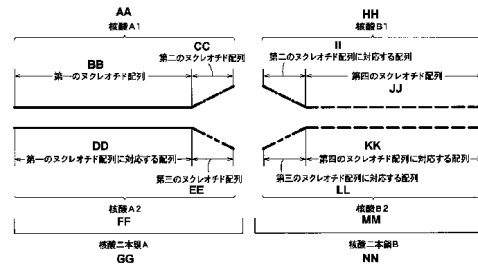 AA
核酸A1
HH
核酸B1
CC
第二のヌクレオチド配列
II
第二のヌクレオチド配列に対応する配列
BB
第一のヌクレオチド配列
第四のヌクレオチド配列
JJ
DD
第一のヌクレオチド配列に対応する配列
KK
第四のヌクレオチド配列に対応する配列
第三のヌクレオチド配列
EE
第三のヌクレオチド配列に対応する配列
LL
核酸A2
FF
核酸B2
MM
核酸二本鎖A
GG
核酸二本鎖B
NN